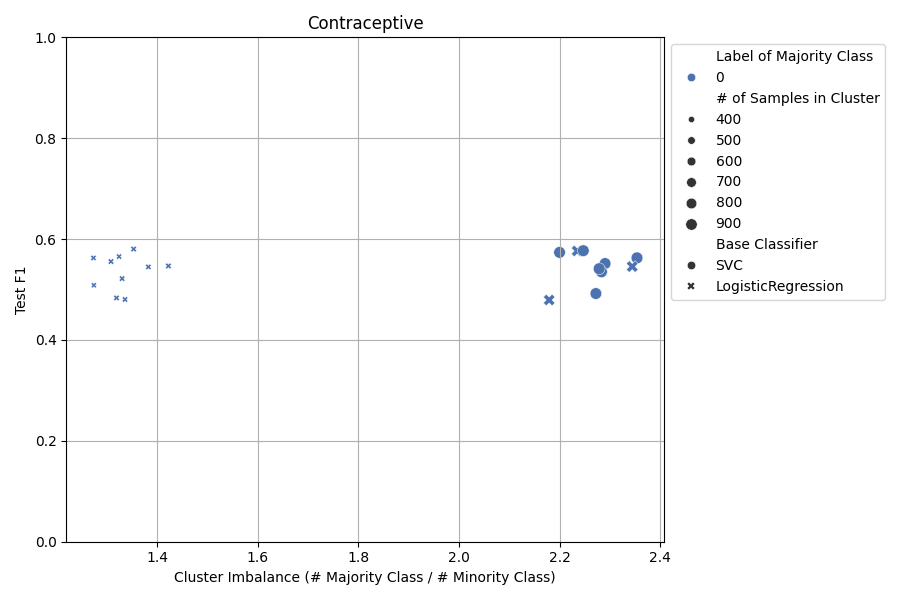 Contraceptive
1.0
0.8
0.6
0.4
0.2
0.0
Test F1
1.4
1.6
1.8
2.0
2.2
2.4
Cluster Imbalance (# Majority Class / # Minority Class)
Label of Majority Class
0
# of Samples in Cluster
400
500
600
700
800
900
Base Classifier
SVC
LogisticRegression